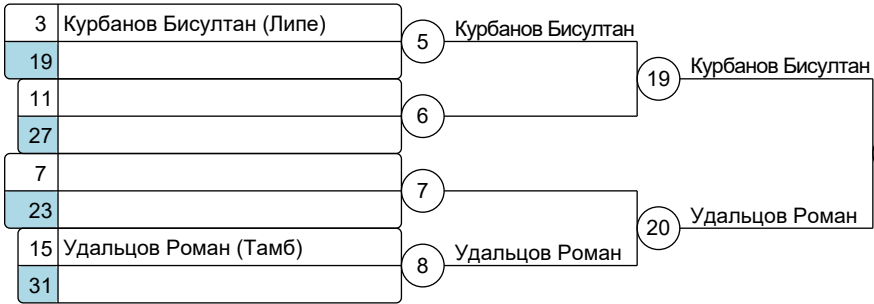 3 Курбанов Бисултан (Липе)
19
5 Курбанов Бисултан
11
27
6
19 Курбанов Бисултан
7
23
7
15 Удальцов Роман (Тамб)
31
8 Удальцов Роман
20 Удальцов Роман